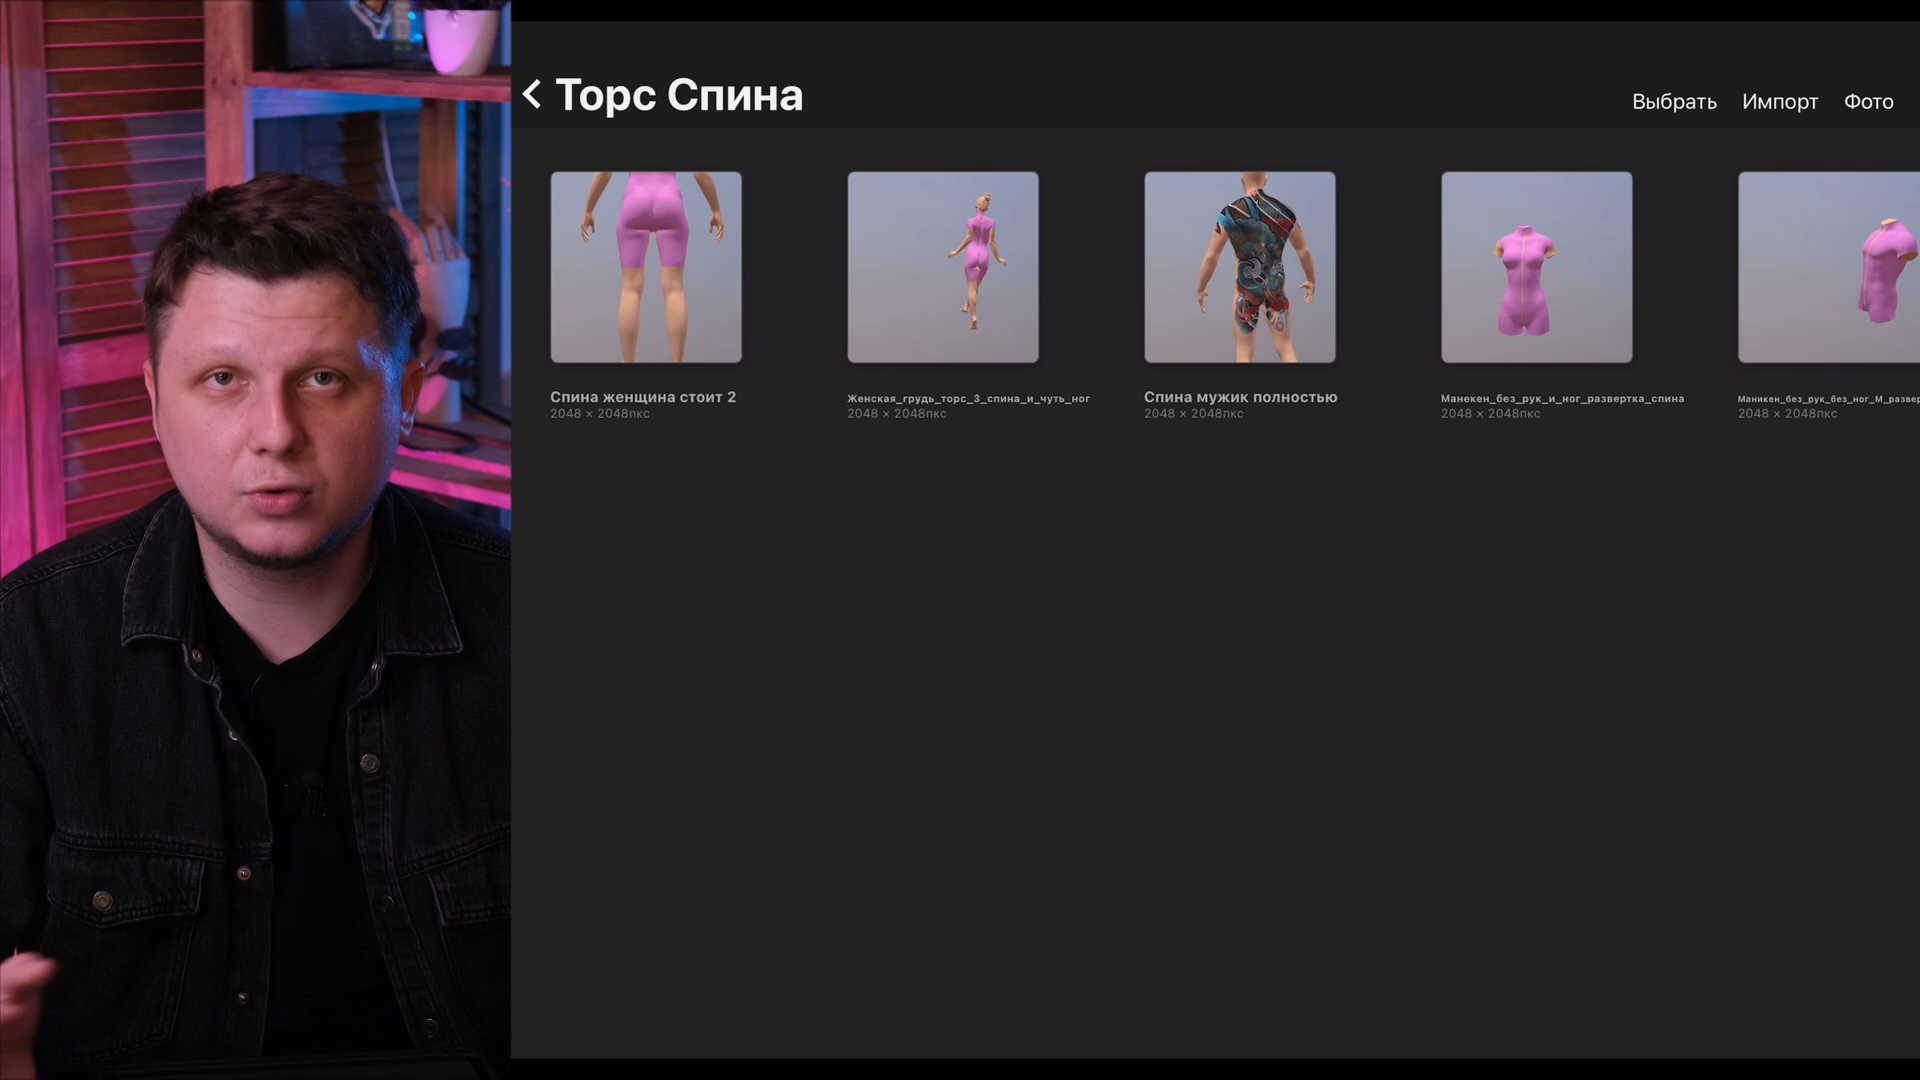 Торс Спина
Выбрать Импорт Фото
Спина женщина стоит 2
2048 × 2048пкс
Женская_грудь_торс_3_спина_и_чуть_ног
2048 × 2048пкс
Спина мужик полностью
2048 × 2048пкс
Манекен_без_рук_и_ног_развертка_спина
2048 × 2048пкс
Маникен_без_рук_без_ног_М_развер
2048 × 2048пкс